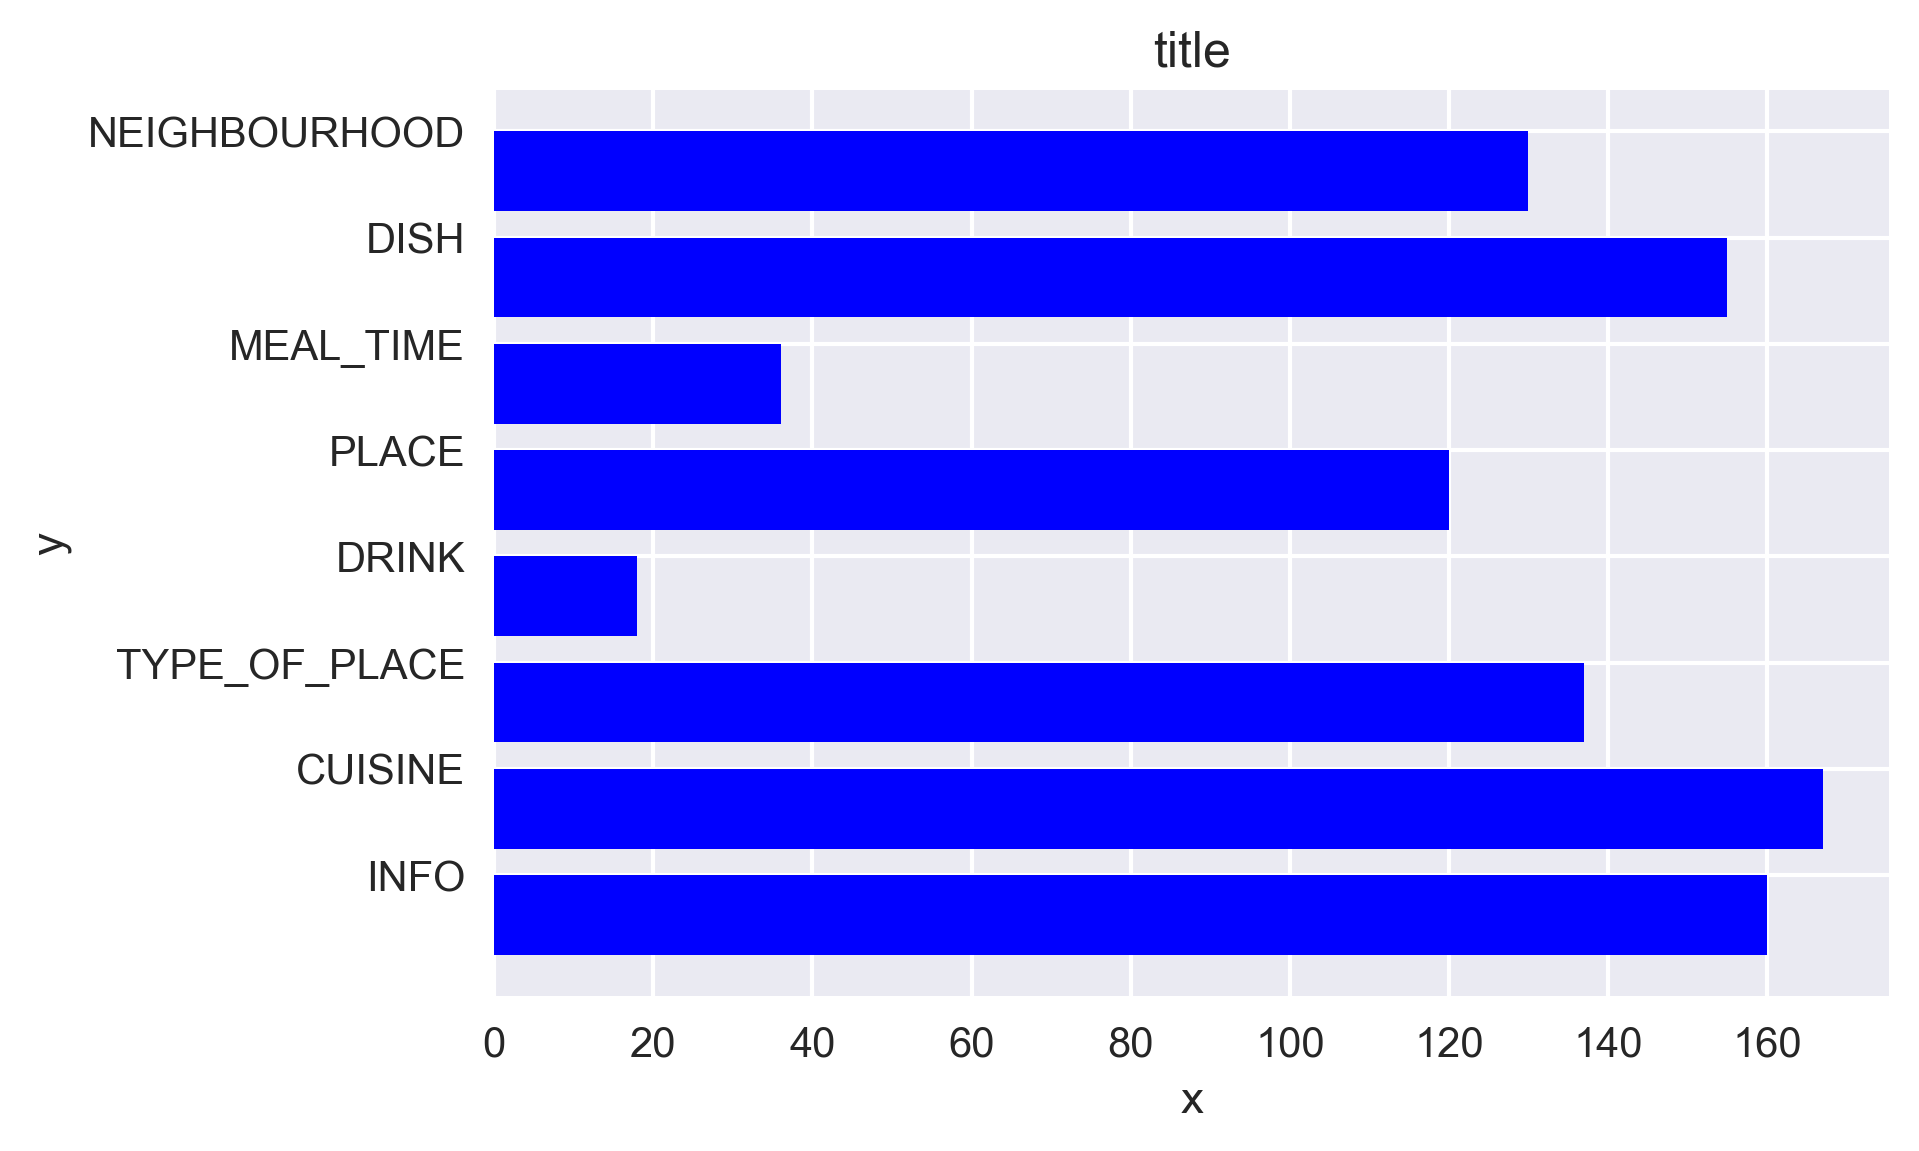 title
NEIGHBOURHOOD
DISH
MEAL_TIME
PLACE
DRINK
TYPE_OF_PLACE
CUISINE
INFO
y
0 20 40 60 80 100 120 140 160
x